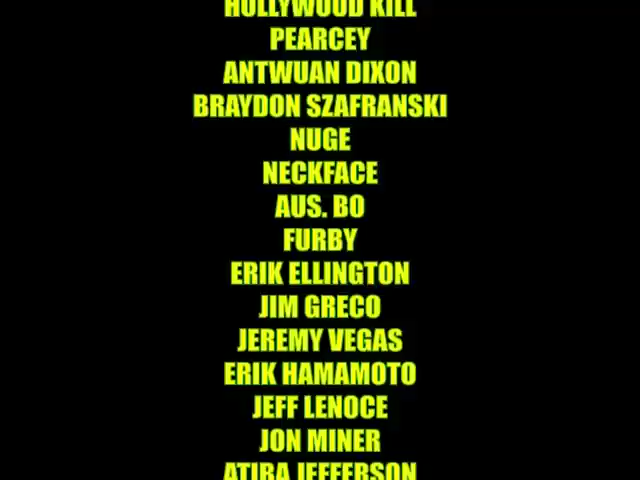 HOLLYWOOD KILL
PEARCEY
ANTWUAN DIXON
BRAYDON SZAFRANSKI
NUGE
NECKFACE
AUS. BO
FURBY
ERIK ELLINGTON
JIM GRECO
JEREMY VEGAS
ERIK HAMAMOTO
JEFF LENOCE
JON MINER
ATIBA JEFFERSON